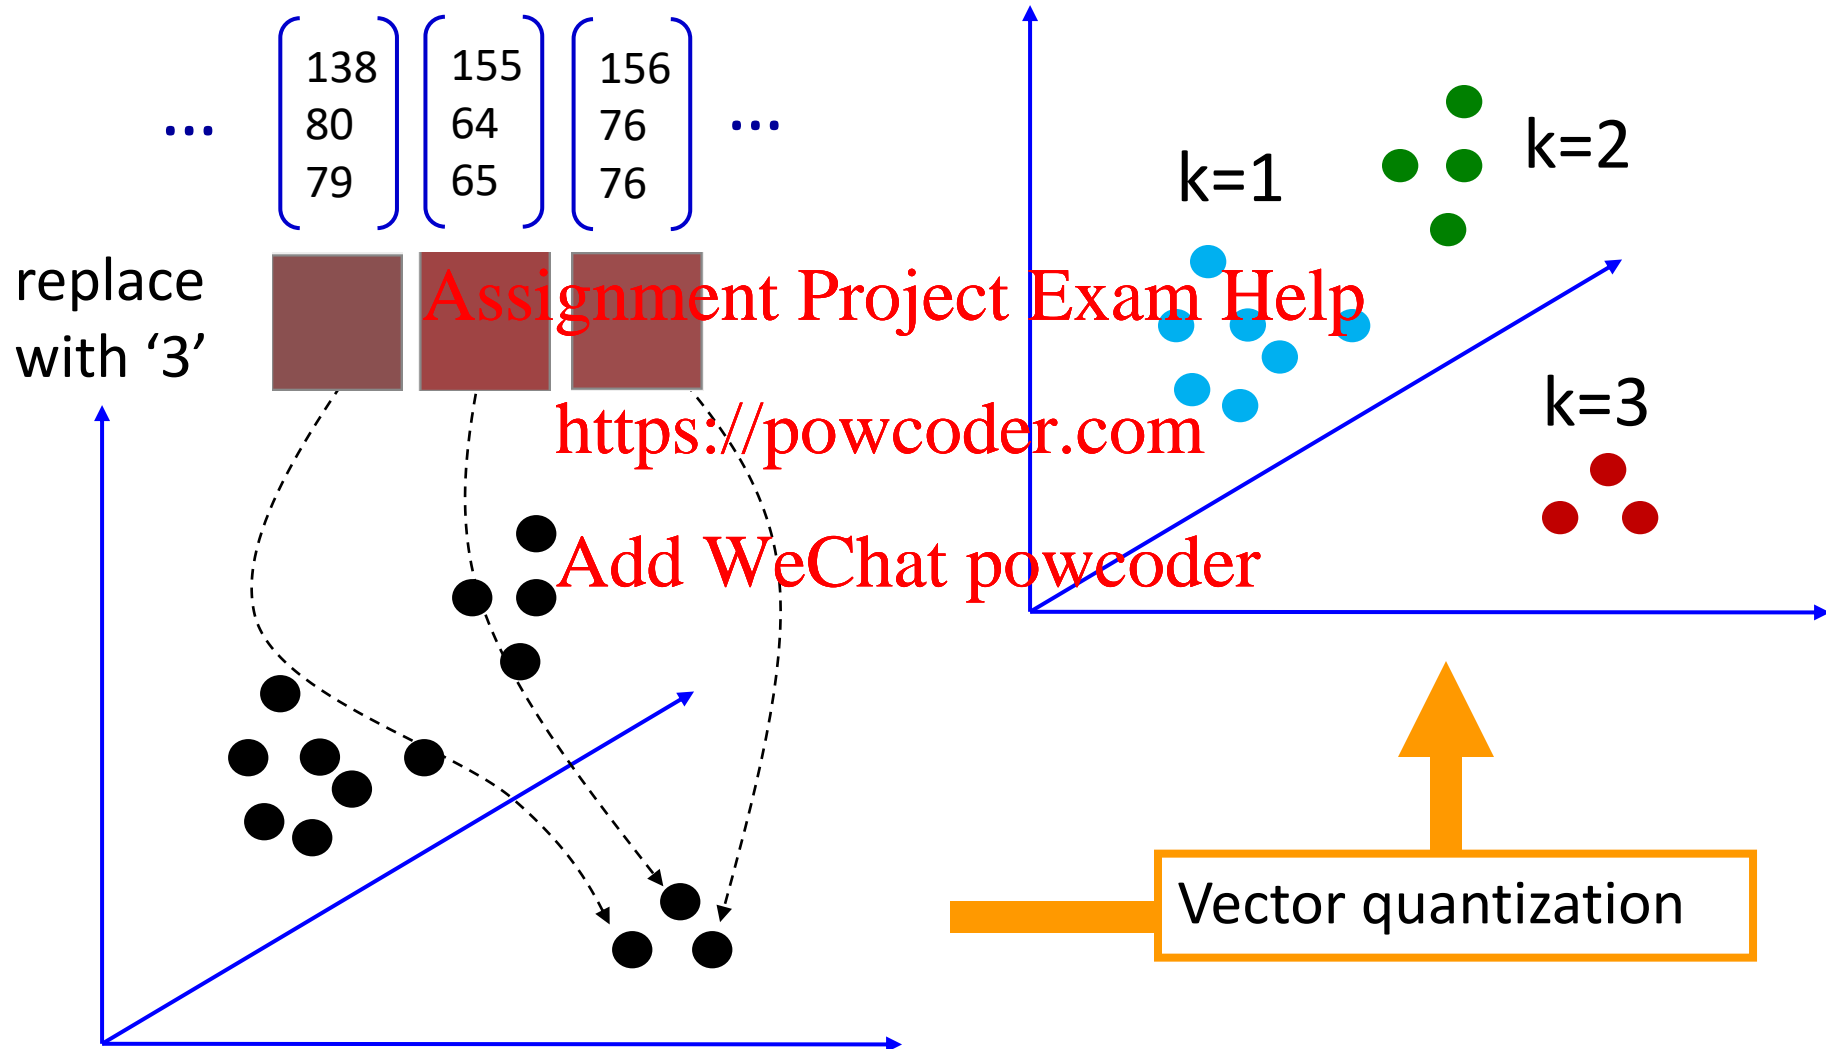 ... 138 155 156 ...
80 64 76
79 65 76
replace
with ‘3’
k=1
k=2
k=3
Assignment Project Exam Help
https://powcoder.com
Add WeChat powcoder
Vector quantization